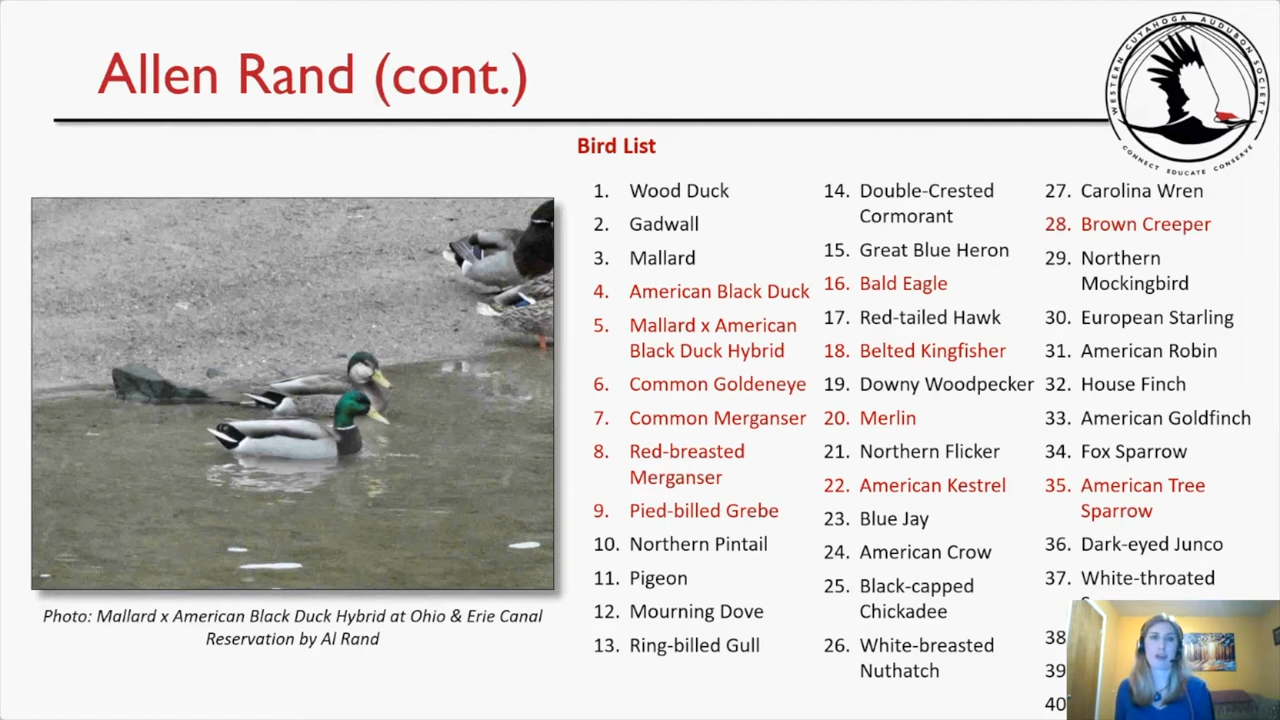 Allen Rand (cont.)
WESTERN CUYAHOGA AUDUBON SOCIETY
CONNECT EDUCATE CONSERVE
Bird List
1. Wood Duck
2. Gadwall
3. Mallard
4. American Black Duck
5. Mallard x American
Black Duck Hybrid
6. Common Goldeneye
7. Common Merganser
8. Red-breasted
Merganser
9. Pied-billed Grebe
10. Northern Pintail
11. Pigeon
12. Mourning Dove
13. Ring-billed Gull
14. Double-Crested
Cormorant
15. Great Blue Heron
16. Bald Eagle
17. Red-tailed Hawk
18. Belted Kingfisher
19. Downy Woodpecker
20. Merlin
21. Northern Flicker
22. American Kestrel
23. Blue Jay
24. American Crow
25. Black-capped
Chickadee
26. White-breasted
Nuthatch
27. Carolina Wren
28. Brown Creeper
29. Northern
Mockingbird
30. European Starling
31. American Robin
32. House Finch
33. American Goldfinch
34. Fox Sparrow
35. American Tree
Sparrow
36. Dark-eyed Junco
37. White-throated
38
39
40
Photo: Mallard x American Black Duck Hybrid at Ohio & Erie Canal
Reservation by Al Rand